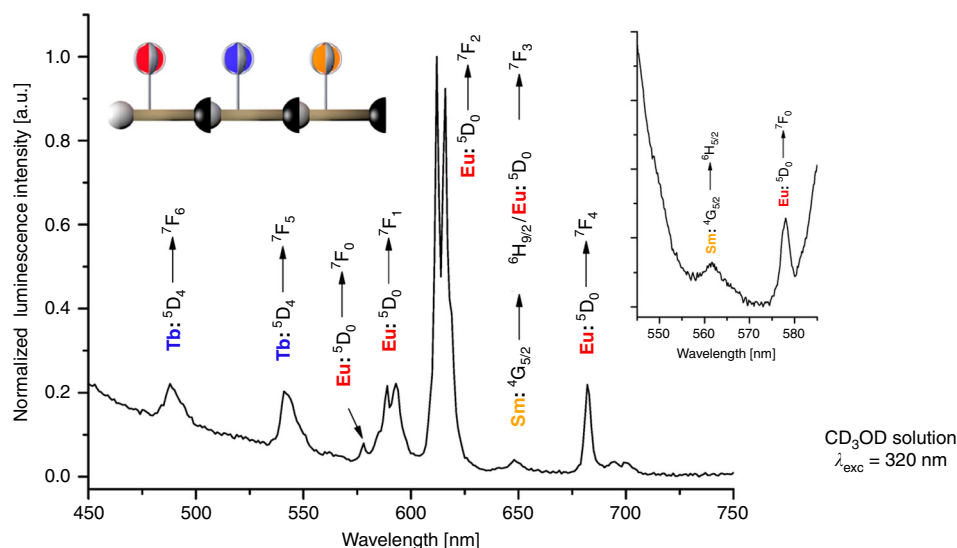 Normalized luminescence intensity [a.u.]
1.0
0.8
0.6
0.4
0.2
0.0
450
500
550
600
650
700
750
Wavelength [nm]
Tb: ⁵D₄ ⟶ ⁷F₆
Tb: ⁵D₄ ⟶ ⁷F₅
Eu: ⁵D₀ ⟶ ⁷F₀
Eu: ⁵D₀ ⟶ ⁷F₁
Eu: ⁵D₀ ⟶ ⁷F₂
Sm: ⁴G₅/₂ ⟶ ⁶H₉/₂/Eu: ⁵D₀ ⟶ ⁷F₃
Eu: ⁵D₀ ⟶ ⁷F₄
Sm: ⁴G₅/₂ ⟶ ⁶H₅/₂
Eu: ⁵D₀ ⟶ ⁷F₀
550
560
570
580
Wavelength [nm]
CD₃OD solution
λexc = 320 nm